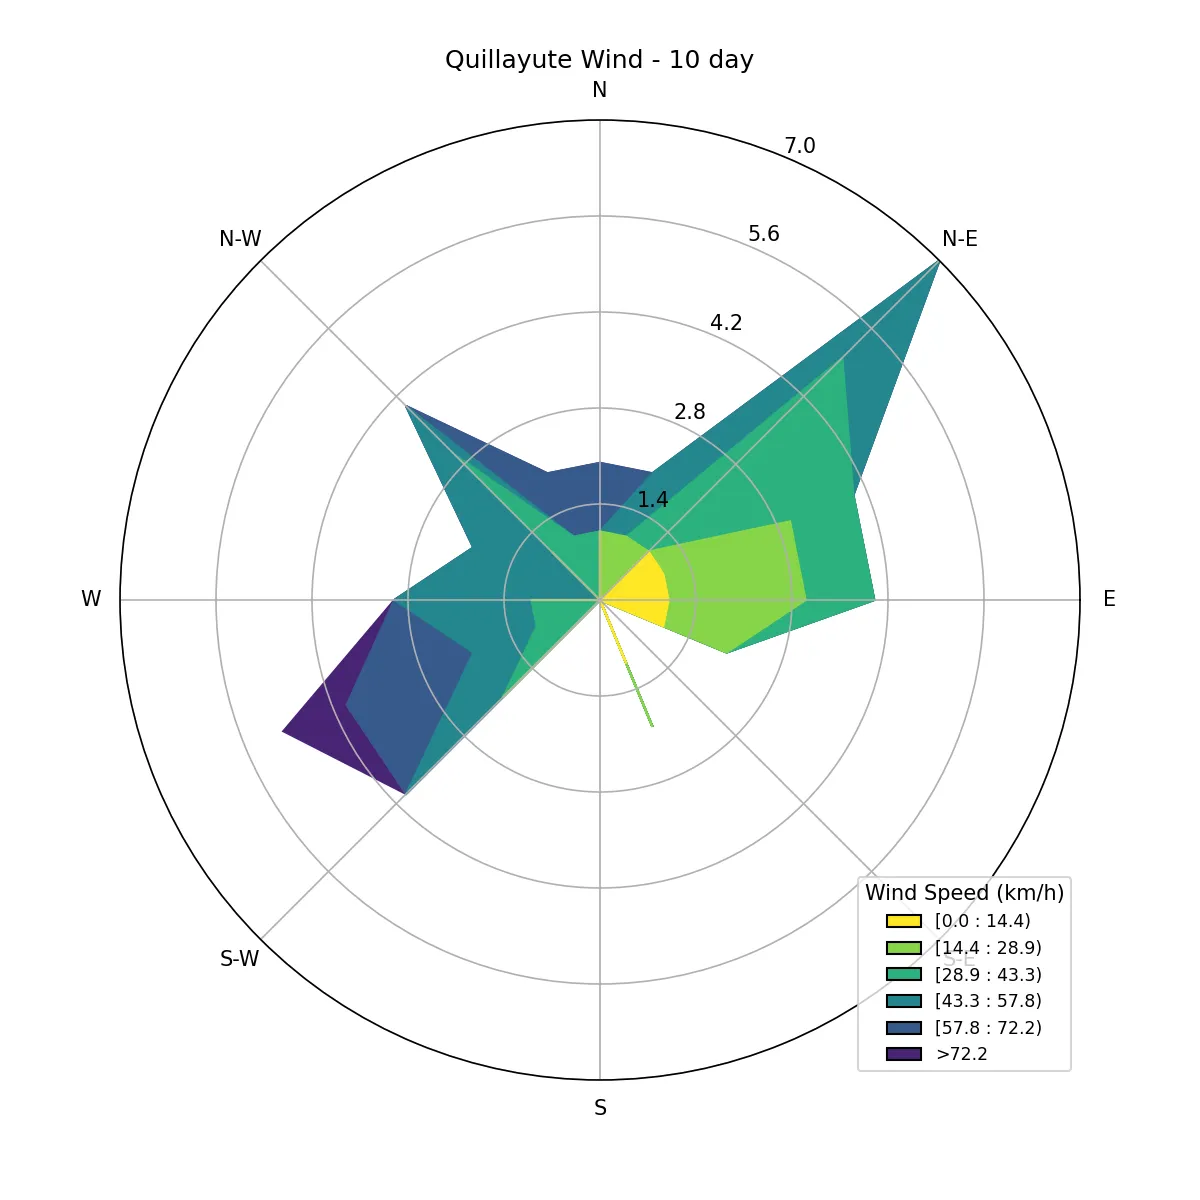 Quillayute Wind - 10 day
N
7.0
N-W
5.6
N-E
4.2
2.8
1.4
W
E
S-W
S-E
S
Wind Speed (km/h)
[0.0 : 14.4)
[14.4 : 28.9)
[28.9 : 43.3)
[43.3 : 57.8)
[57.8 : 72.2)
>72.2